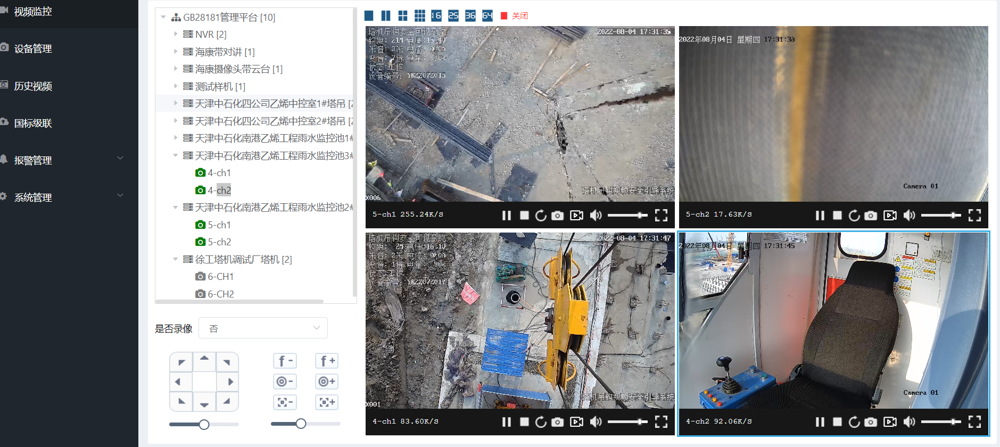 视频监控
设备管理
历史视频
国标级联
报警管理
系统管理
GB28181管理平台 [10]
NVR [2]
海康带对讲 [1]
海康摄像头带云台 [1]
测试样机 [1]
天津中石化四公司乙烯中控室1#塔吊 [2
天津中石化四公司乙烯中控室2#塔吊 [2
天津中石化南港乙烯工程雨水监控池1#
天津中石化南港乙烯工程雨水监控池3#
4-ch1
4-ch2
天津中石化南港乙烯工程雨水监控池2#
5-ch1
5-ch2
徐工塔机调试厂塔机 [2]
6-CH1
6-CH2
是否录像 否
f - f +
16 25 36 64 关闭
塔机吊钩安全可视系统 2022-08-04 17:31:35
钩距: 21M 电压:15.4V
米倍: 3米 电流: 0.0A
变倍: 7倍 电量: 70%
状态:工作
设备编号: YKZZ07Z015
塔机吊钩视频安全引导系统
X006
5-ch1 255.24K/S
2022年08月04日 星期四 17:31:38
Camera 01
5-ch2 17.63K/S
塔机吊钩安全可视系统 2022-08-04 17:31:47
钩距: 2M 电压:16.1V
米倍: 2米 电流: 0.0A
变倍: 1倍 电量: 90%
状态:工作
设备编号: YKZZ07Z017
塔机吊钩视频安全引导系统
X001
4-ch1 83.60K/S
2022年08月04日 星期四 17:31:45
Camera 01
4-ch2 92.06K/S